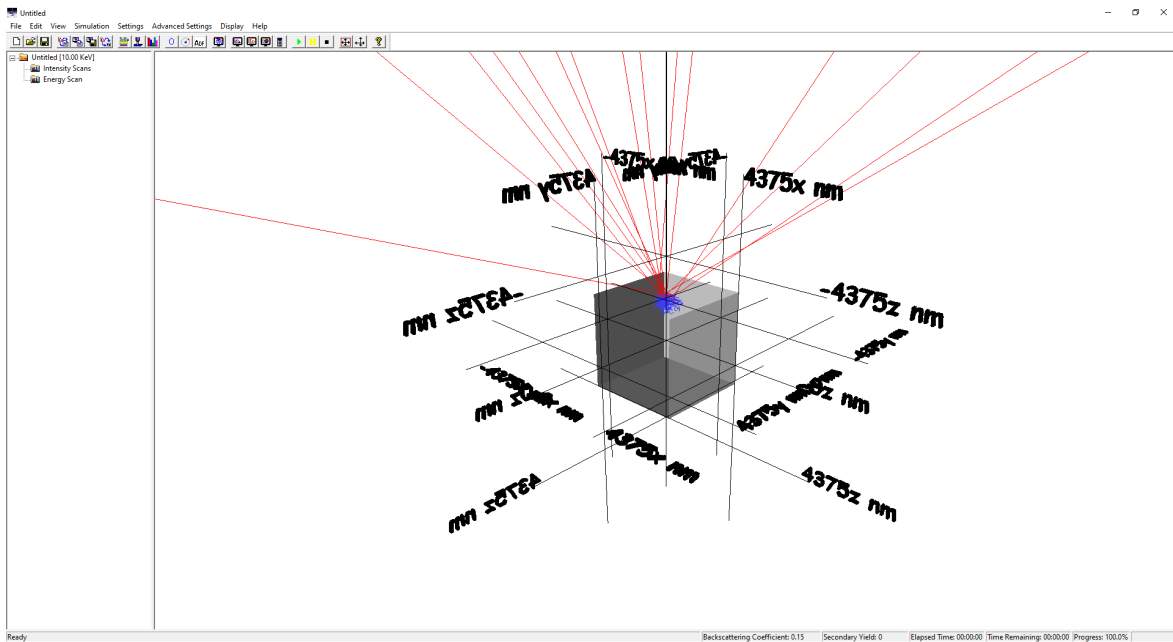 Untitled
File Edit View Simulation Settings Advanced Settings Display Help
Untitled [10.00 KeV]
Intensity Scans
Energy Scan
-4375x
4375y nm
4375x nm
-4375z nm
-4375z nm
z nm
4375z nm
4375z nm
Ready
Backscattering Coefficient: 0.15 Secondary Yield: 0 Elapsed Time: 00:00:00 Time Remaining: 00:00:00 Progress: 100.0%